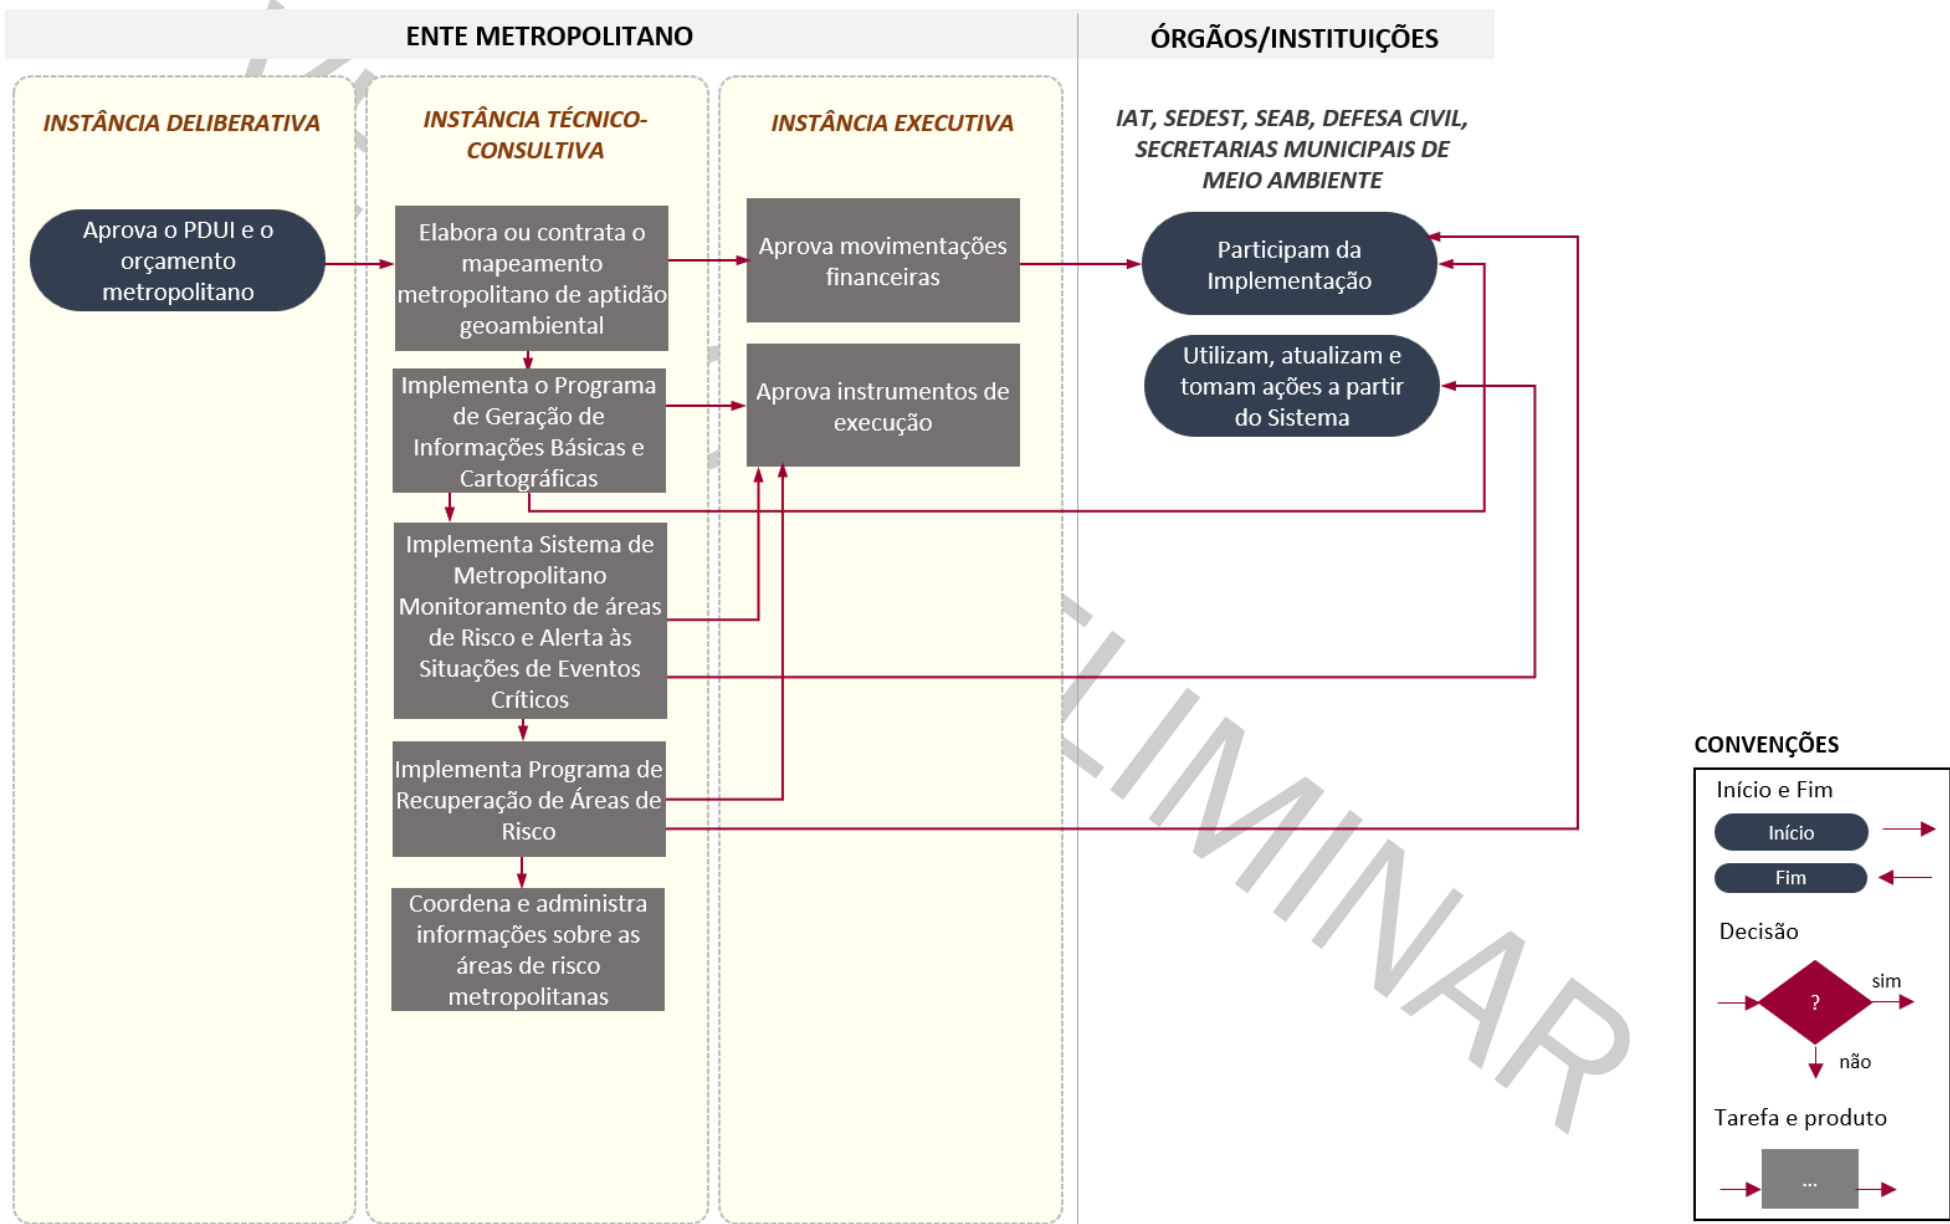 ENTE METROPOLITANO
ÓRGÃOS/INSTITUIÇÕES
INSTÂNCIA DELIBERATIVA
Aprova o PDUI e o
orçamento
metropolitano
INSTÂNCIA TÉCNICO-
CONSULTIVA
Elabora ou contrata o
mapeamento
metropolitano de aptidão
geoambiental
Implementa o Programa
de Geração de
Informações Básicas e
Cartográficas
Implementa Sistema de
Metropolitano
Monitoramento de áreas
de Risco e Alerta às
Situações de Eventos
Críticos
Implementa Programa de
Recuperação de Áreas de
Risco
Coordena e administra
informações sobre as
áreas de risco
metropolitanas
INSTÂNCIA EXECUTIVA
Aprova movimentações
financeiras
Aprova instrumentos de
execução
IAT, SEDEST, SEAB, DEFESA CIVIL,
SECRETARIAS MUNICIPAIS DE
MEIO AMBIENTE
Participam da
Implementação
Utilizam, atualizam e
tomam ações a partir
do Sistema
CONVENÇÕES
Início e Fim
Início
Fim
Decisão
?
sim
não
Tarefa e produto
...
LIMINAR